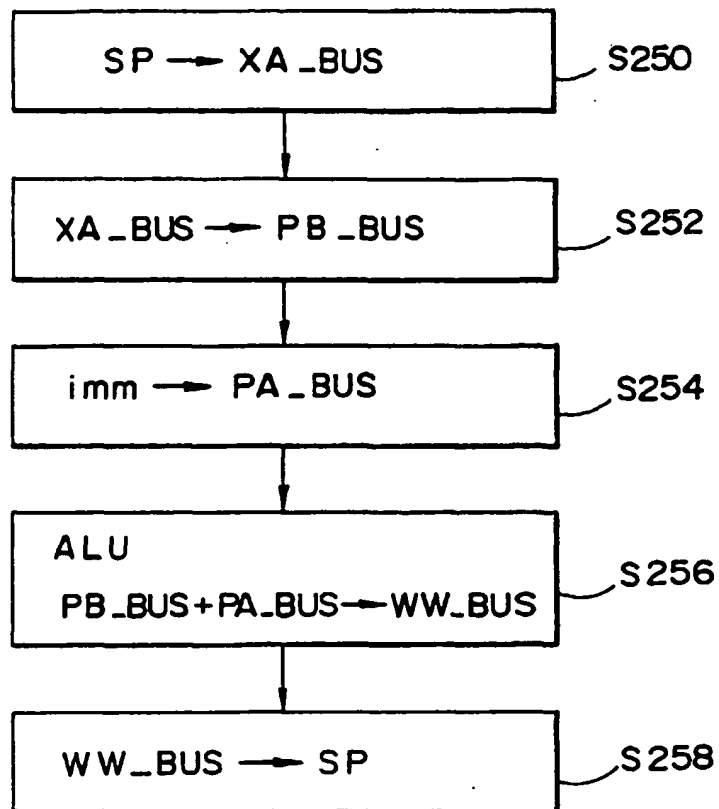 SP → XA_BUS
S250
XA_BUS → PB_BUS
S252
imm → PA_BUS
S254
ALU
PB_BUS+PA_BUS→WW_BUS
S256
WW_BUS → SP
S258